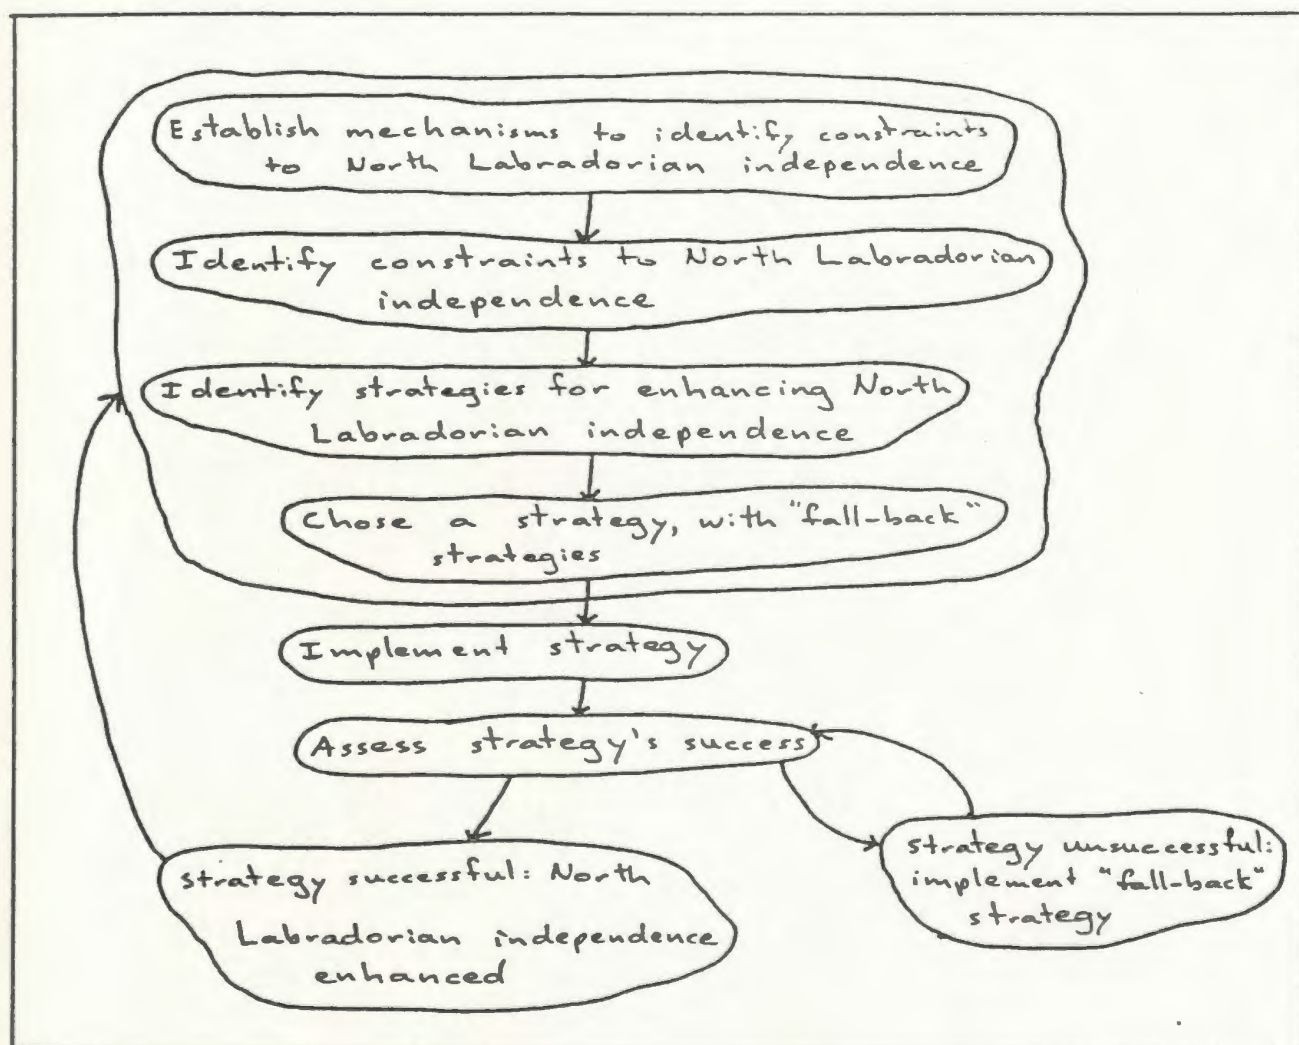 Establish mechanisms to identify constraints
to North Labradorian independence
Identify constraints to North Labradorian
independence
Identify strategies for enhancing North
Labradorian independence
Chose a strategy, with "fall-back"
strategies
Implement strategy
Assess strategy's success
strategy successful: North
Labradorian independence
enhanced
strategy unsuccessful:
implement "fall-back"
strategy